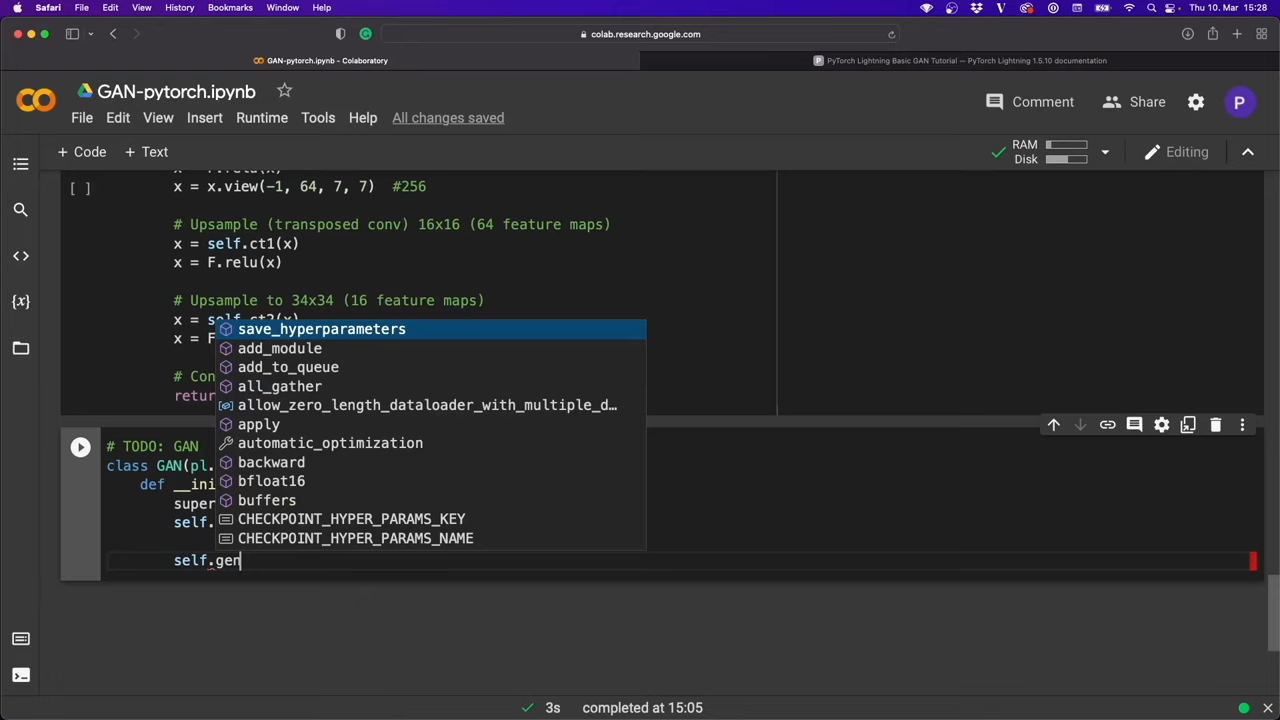 Safari File Edit View History Bookmarks Window Help Thu 10. Mar 15:28
colab.research.google.com
GAN-pytorch.ipynb - Colaboratory
PyTorch Lightning Basic GAN Tutorial — PyTorch Lightning 1.5.10 documentation
GAN-pytorch.ipynb
File Edit View Insert Runtime Tools Help All changes saved
Comment Share P
+ Code + Text
RAM
Disk
Editing
[ ]
x = x.view(-1, 64, 7, 7) #256
# Upsample (transposed conv) 16x16 (64 feature maps)
x = self.ct1(x)
x = F.relu(x)
# Upsample to 34x34 (16 feature maps)
x = self.ct2(x)
x = F
# Con
return
save_hyperparameters
add_module
add_to_queue
all_gather
allow_zero_length_dataloader_with_multiple_d...
apply
automatic_optimization
backward
bfloat16
buffers
CHECKPOINT_HYPER_PARAMS_KEY
CHECKPOINT_HYPER_PARAMS_NAME
# TODO: GAN
class GAN(pl.
def __ini
super
self.
self.gen
3s completed at 15:05